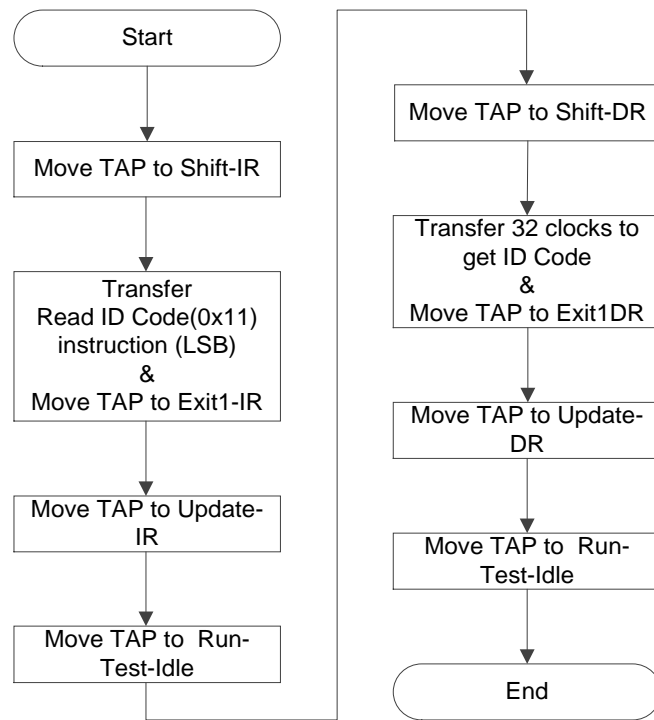 Start
Move TAP to Shift-IR
Transfer
Read ID Code(0x11)
instruction (LSB)
&
Move TAP to Exit1-IR
Move TAP to Update-
IR
Move TAP to Run-
Test-Idle
Move TAP to Shift-DR
Transfer 32 clocks to
get ID Code
&
Move TAP to Exit1DR
Move TAP to Update-
DR
Move TAP to Run-
Test-Idle
End